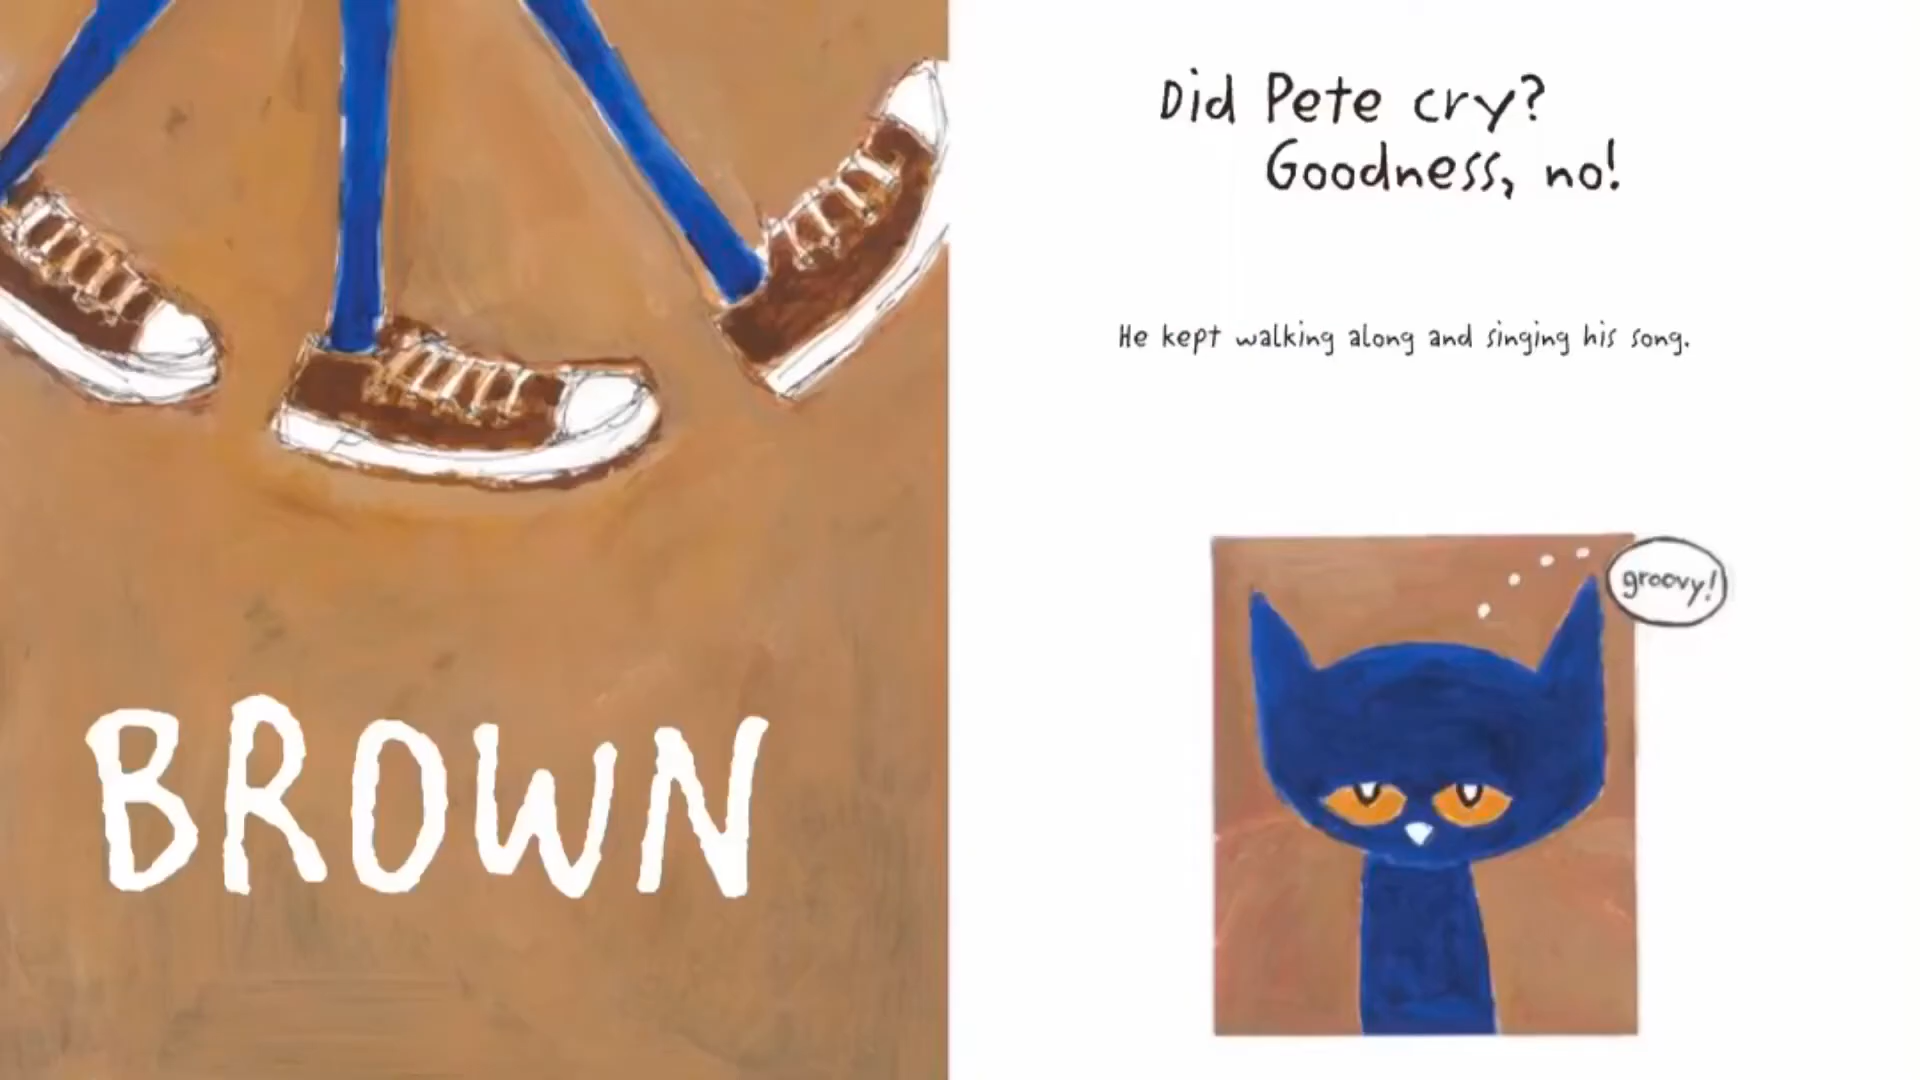 BROWN
Did Pete cry?
Goodness, no!
He kept walking along and singing his song.
groovy!